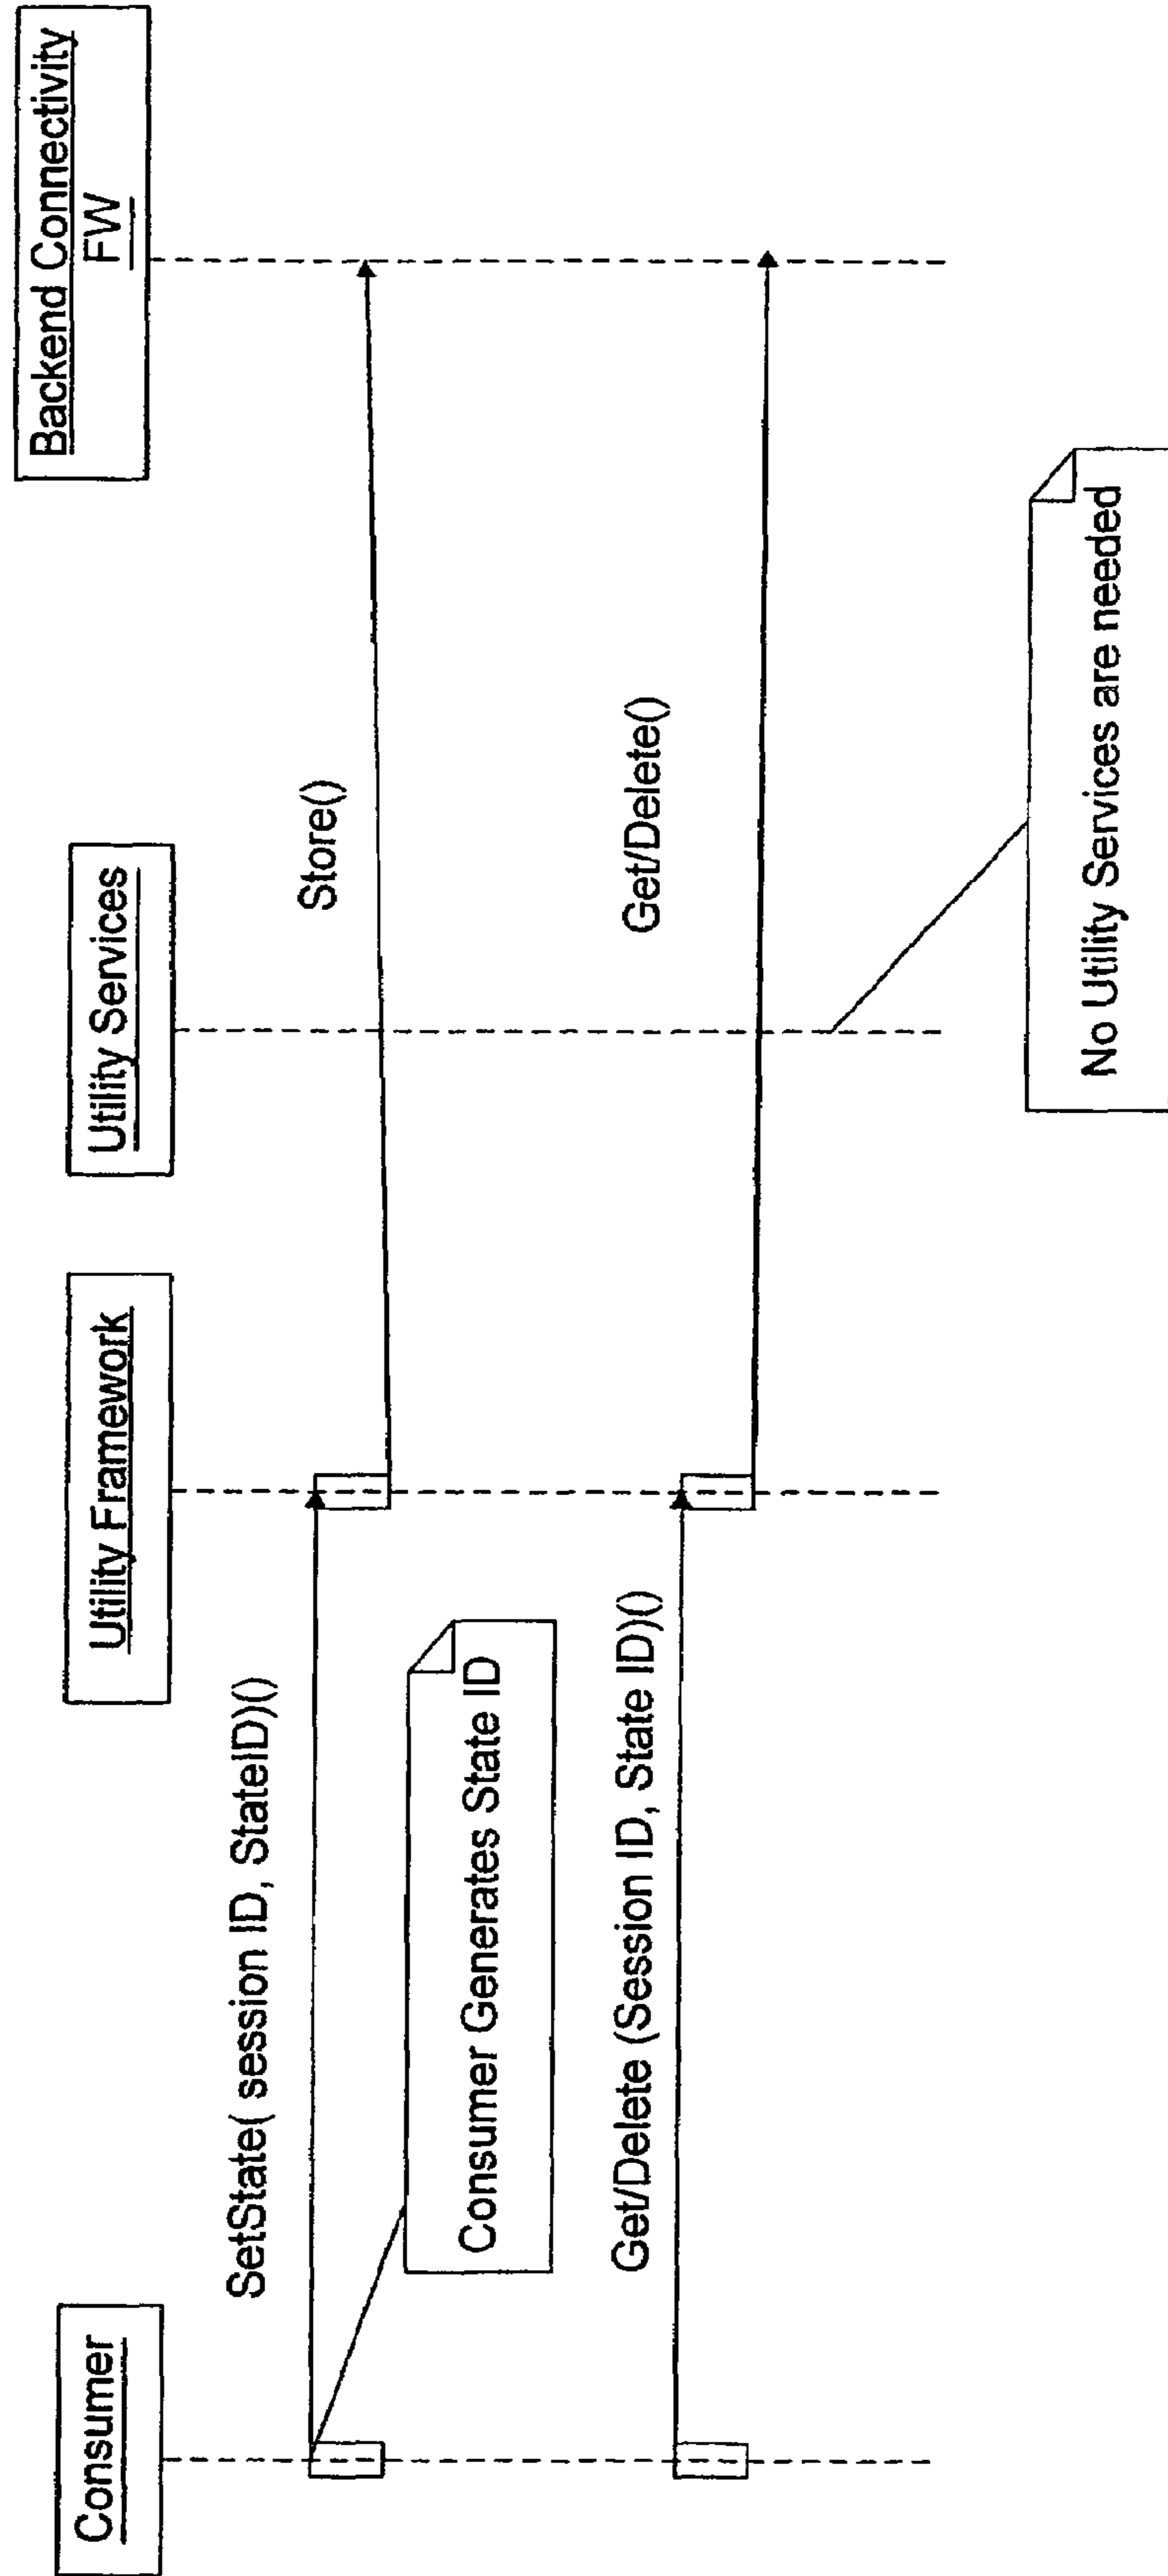 Consumer
Utility Framework
Utility Services
Backend Connectivity
FW
SetState( session ID, StateID)()
Store()
Consumer Generates State ID
Get/Delete (Session ID, State ID)()
Get/Delete()
No Utility Services are needed